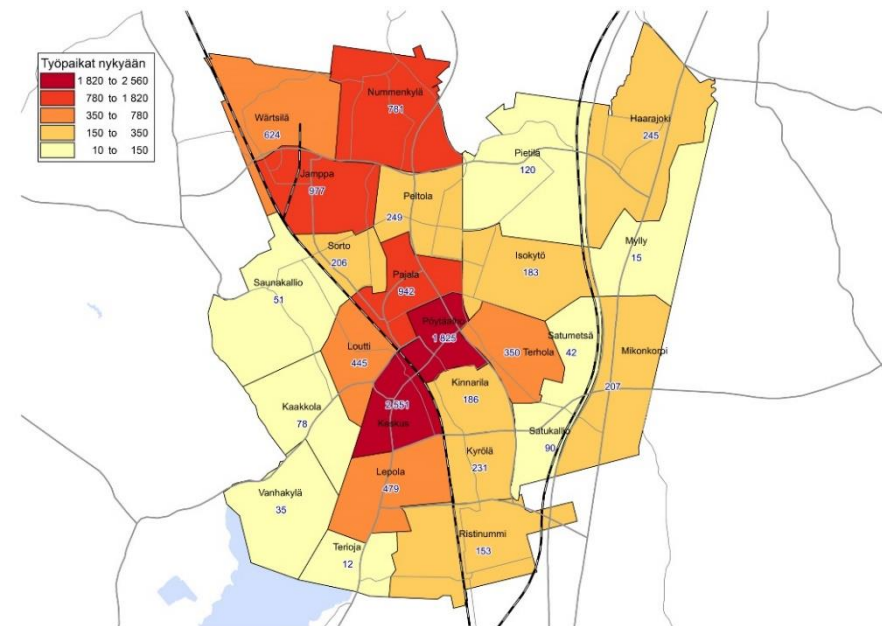 Työpaikat nykyään
1 820 to 2 560
780 to 1 820
350 to 780
150 to 350
10 to 150
Nummenkylä
781
Wärtsilä
624
Haarajoki
245
Pietilä
120
Jamppa
977
Peltola
249
Mylly
15
Sorto
206
Isokytö
183
Pajala
942
Saunakallio
51
Pöytäalho
1 825
Satumetsä
42
Loutti
445
350 Terhola
Mikonkorpi
207
Kinnarila
186
2 551
Keskus
Kaakkola
78
Satukallio
90
Kyrölä
231
Lepola
479
Vanhakylä
35
Ristinummi
153
Terioja
12